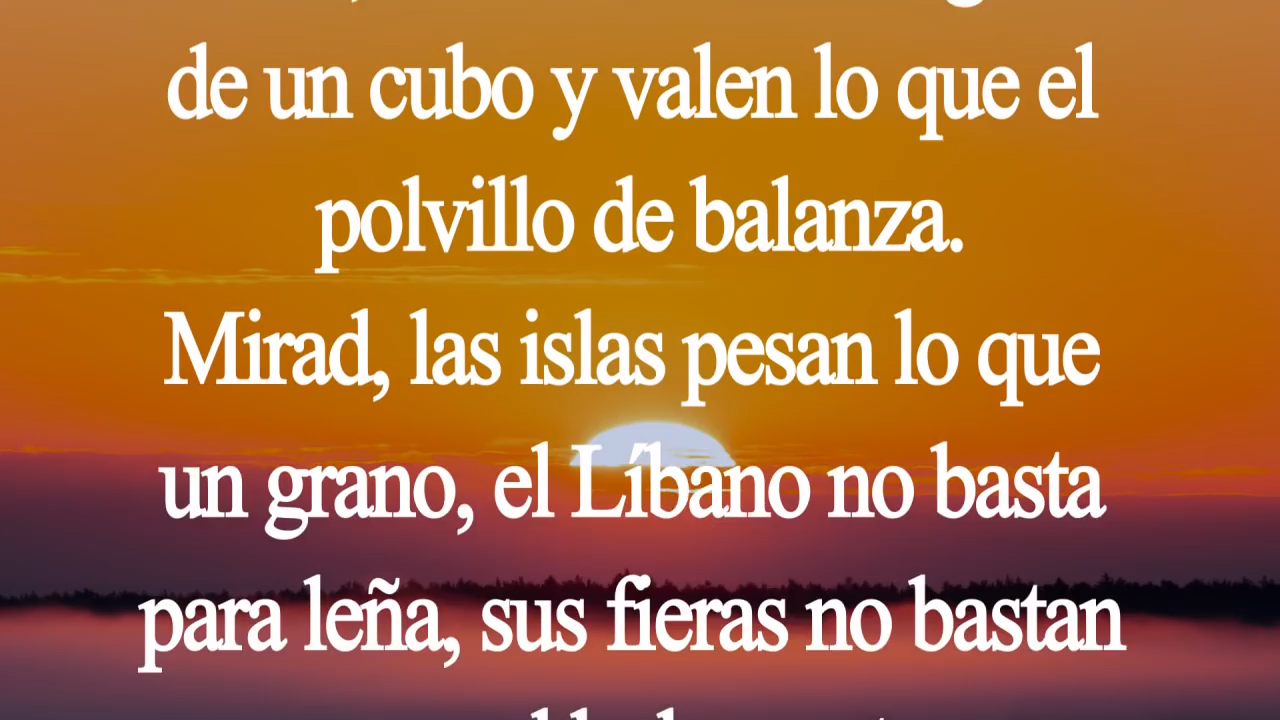 de un cubo y valen lo que el
polvillo de balanza.
Mirad, las islas pesan lo que
un grano, el Líbano no basta
para leña, sus fieras no bastan